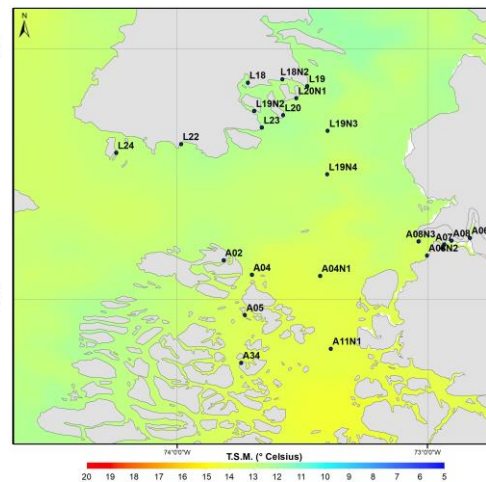 N
L18
L18N2
L19
L20N1
L19N2
L20
L23
L19N3
L22
L24
L19N4
A08N3
A07
A08
A06
A02
A04
A04N1
A05
A11N1
A34
74°0'0"W
73°0'0"W
T.S.M. (° Celsius)
20 19 18 17 16 15 14 13 12 11 10 9 8 7 6 5